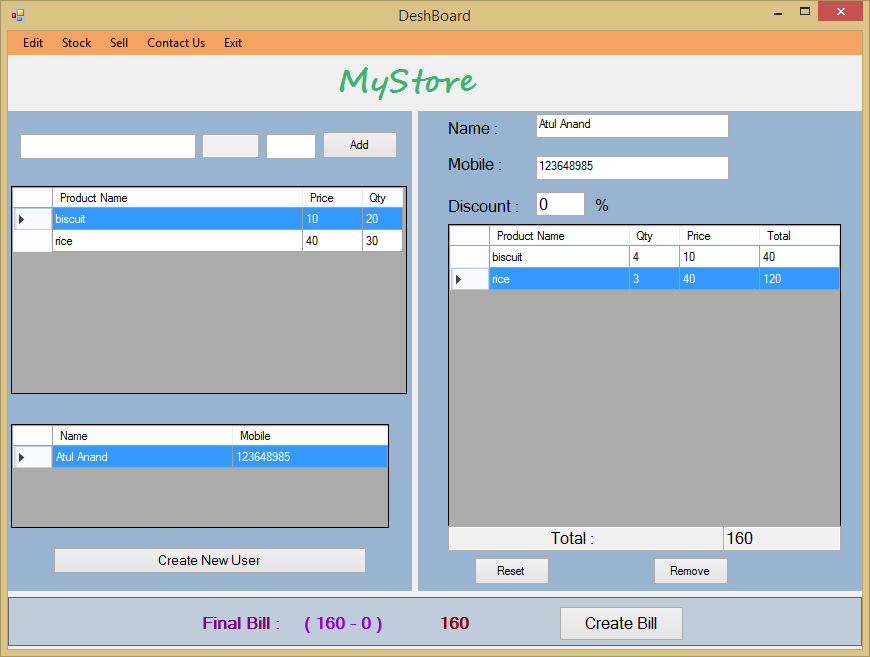 DeshBoard
Edit Stock Sell Contact Us Exit
MyStore
Add
Product Name Price Qty
biscuit 10 20
rice 40 30
Name Mobile
Atul Anand 123648985
Create New User
Name : Atul Anand
Mobile : 123648985
Discount : 0 %
Product Name Qty Price Total
biscuit 4 10 40
rice 3 40 120
Total : 160
Reset Remove
Final Bill : ( 160 - 0 ) 160 Create Bill